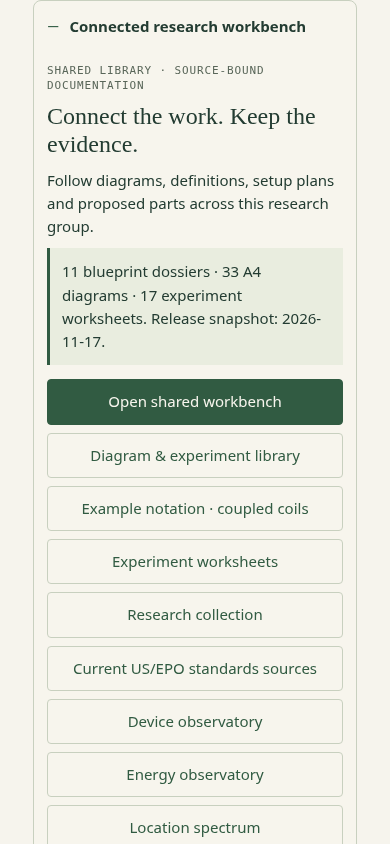 – Connected research workbench
SHARED LIBRARY · SOURCE-BOUND
DOCUMENTATION
Connect the work. Keep the
evidence.
Follow diagrams, definitions, setup plans
and proposed parts across this research
group.
11 blueprint dossiers · 33 A4
diagrams · 17 experiment
worksheets. Release snapshot: 2026-
11-17.
Open shared workbench
Diagram & experiment library
Example notation · coupled coils
Experiment worksheets
Research collection
Current US/EPO standards sources
Device observatory
Energy observatory
Location spectrum